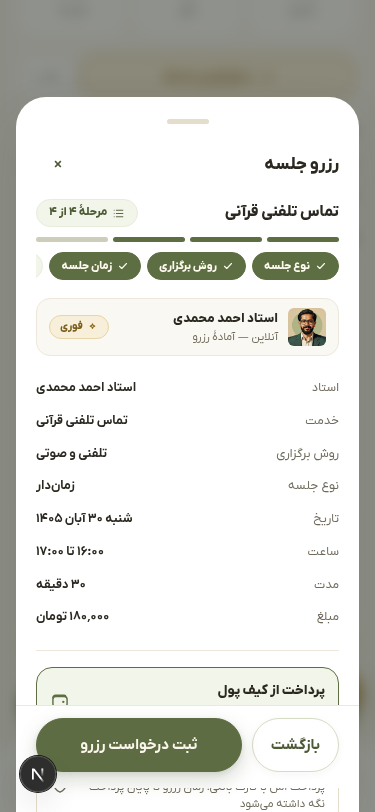 رزرو جلسه
×
تماس تلفنی قرآنی
مرحلهٔ ۴ از ۴
نوع جلسه
روش برگزاری
زمان جلسه
استاد احمد محمدی
آنلاین — آمادهٔ رزرو
فوری
استاد استاد احمد محمدی
خدمت تماس تلفنی قرآنی
روش برگزاری تلفنی و صوتی
نوع جلسه زمان‌دار
تاریخ شنبه ۳۰ آبان ۱۴۰۵
ساعت ۱۶:۰۰ تا ۱۷:۰۰
مدت ۳۰ دقیقه
مبلغ ۱۸۰٬۰۰۰ تومان
پرداخت از کیف پول
بازگشت
ثبت درخواست رزرو
N
نگه داشته می‌شود